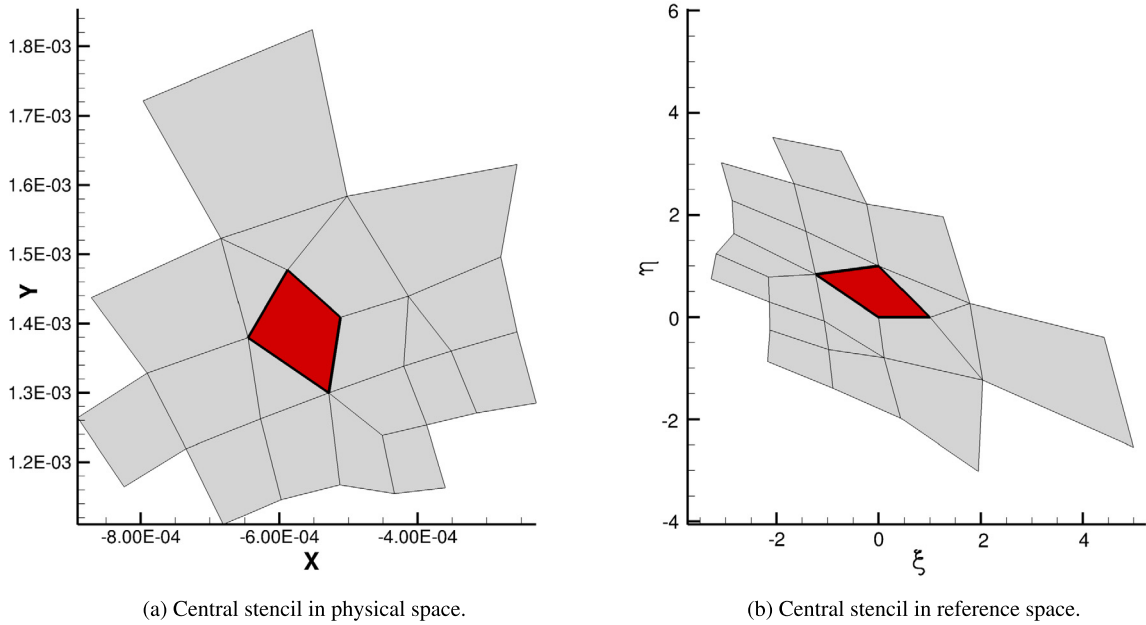 1.8E-03
1.7E-03
1.6E-03
1.5E-03
1.4E-03
1.3E-03
1.2E-03
Y
-8.00E-04 -6.00E-04 -4.00E-04
X
6
4
2
0
-2
-4
η
-2 0 2 4
ξ
(a) Central stencil in physical space.
(b) Central stencil in reference space.